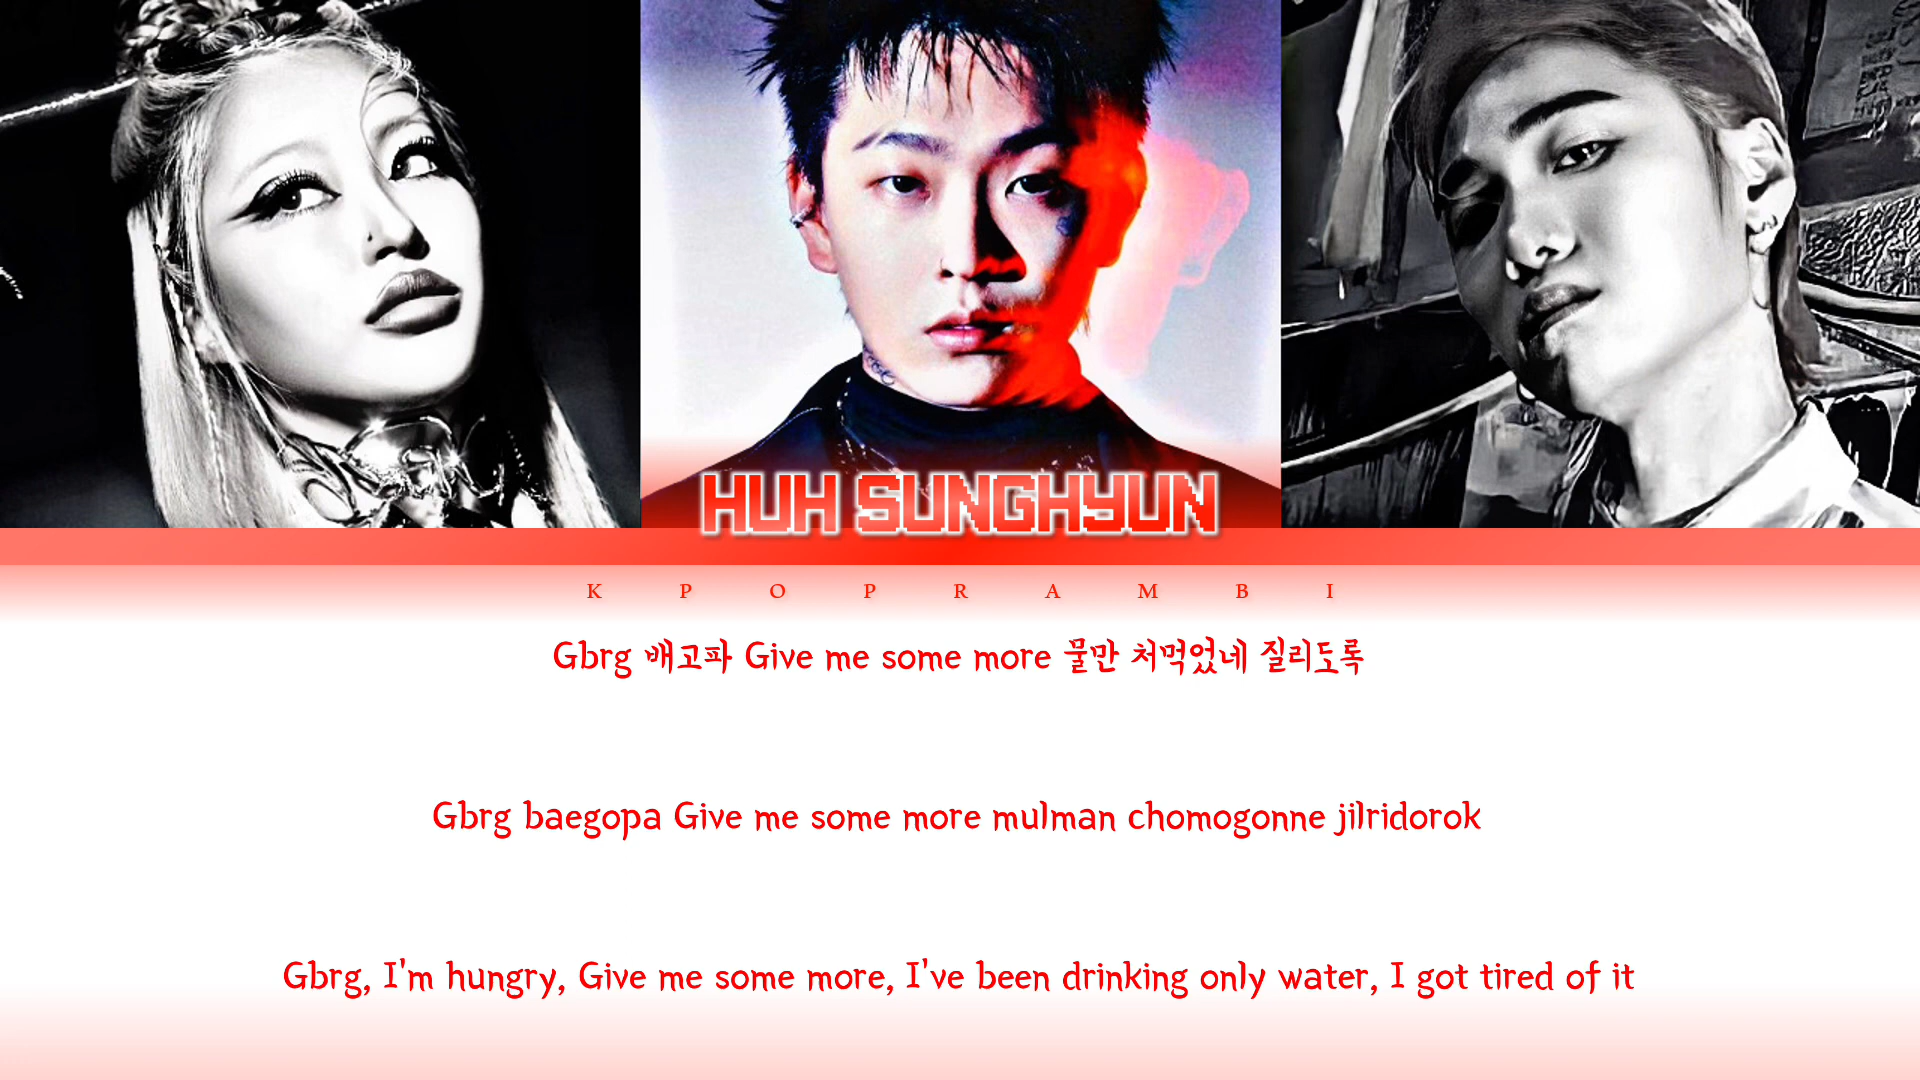 HUH SUNGHYUN
KPOPRAMBI
Gbrg 배고파 Give me some more 물만 처먹었네 질리도록
Gbrg baegopa Give me some more mulman chomogonne jilridorok
Gbrg, I'm hungry, Give me some more, I've been drinking only water, I got tired of it